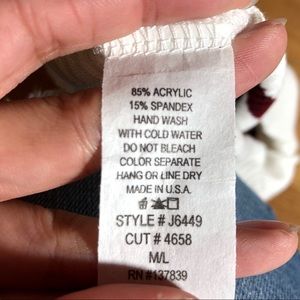 85% ACRYLIC
15% SPANDEX
HAND WASH
WITH COLD WATER
DO NOT BLEACH
COLOR SEPARATE
HANG OR LINE DRY
MADE IN U.S.A.
STYLE # J6449
CUT # 4658
M/L
RN #137839